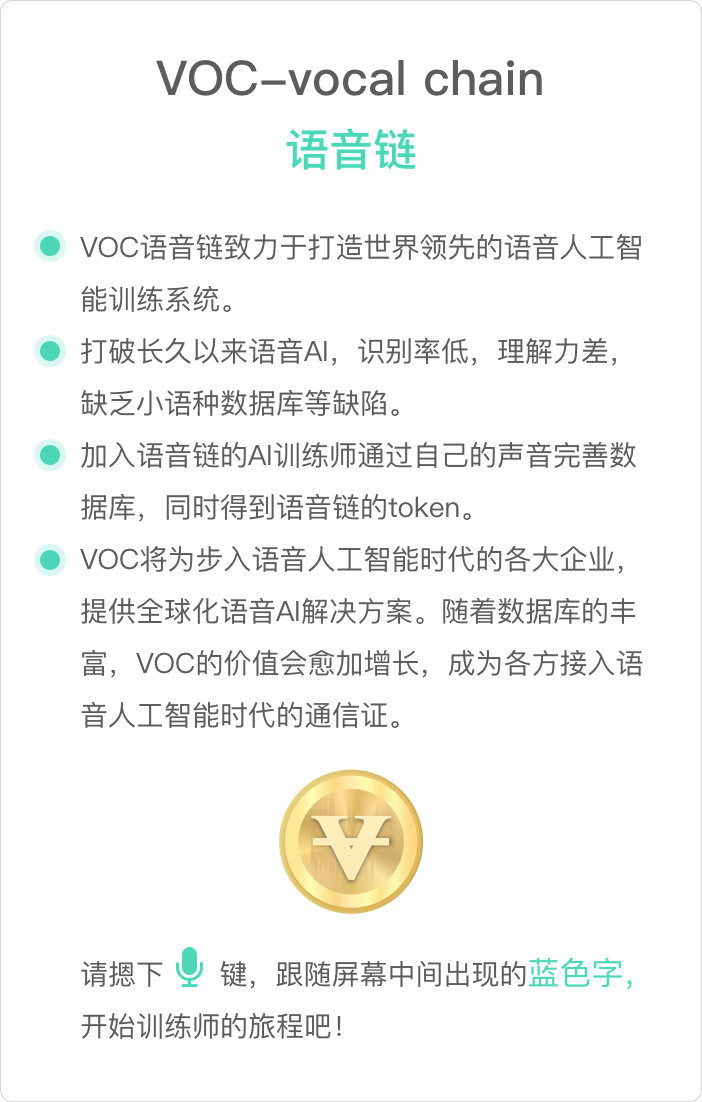 VOC–vocal chain
语音链
VOC语音链致力于打造世界领先的语音人工智
能训练系统。
打破长久以来语音AI，识别率低，理解力差，
缺乏小语种数据库等缺陷。
加入语音链的AI训练师通过自己的声音完善数
据库，同时得到语音链的token。
VOC将为步入语音人工智能时代的各大企业，
提供全球化语音AI解决方案。随着数据库的丰
富，VOC的价值会愈加增长，成为各方接入语
音人工智能时代的通信证。
V
请摁下 键，跟随屏幕中间出现的蓝色字，
开始训练师的旅程吧！